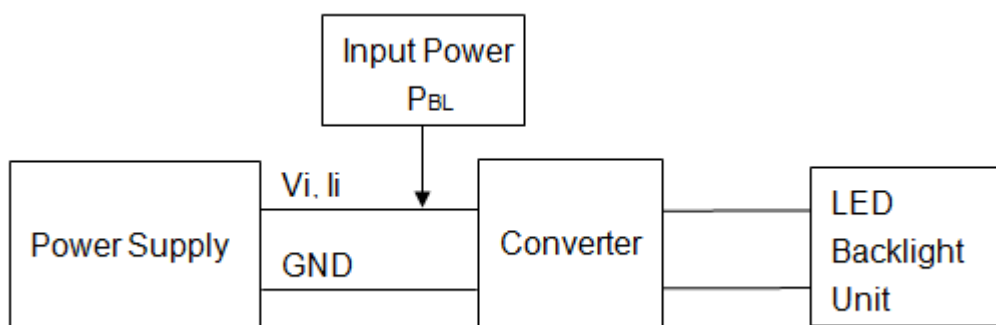 Input Power
PBL
Vi, Ii
Power Supply
GND
Converter
LED
Backlight
Unit